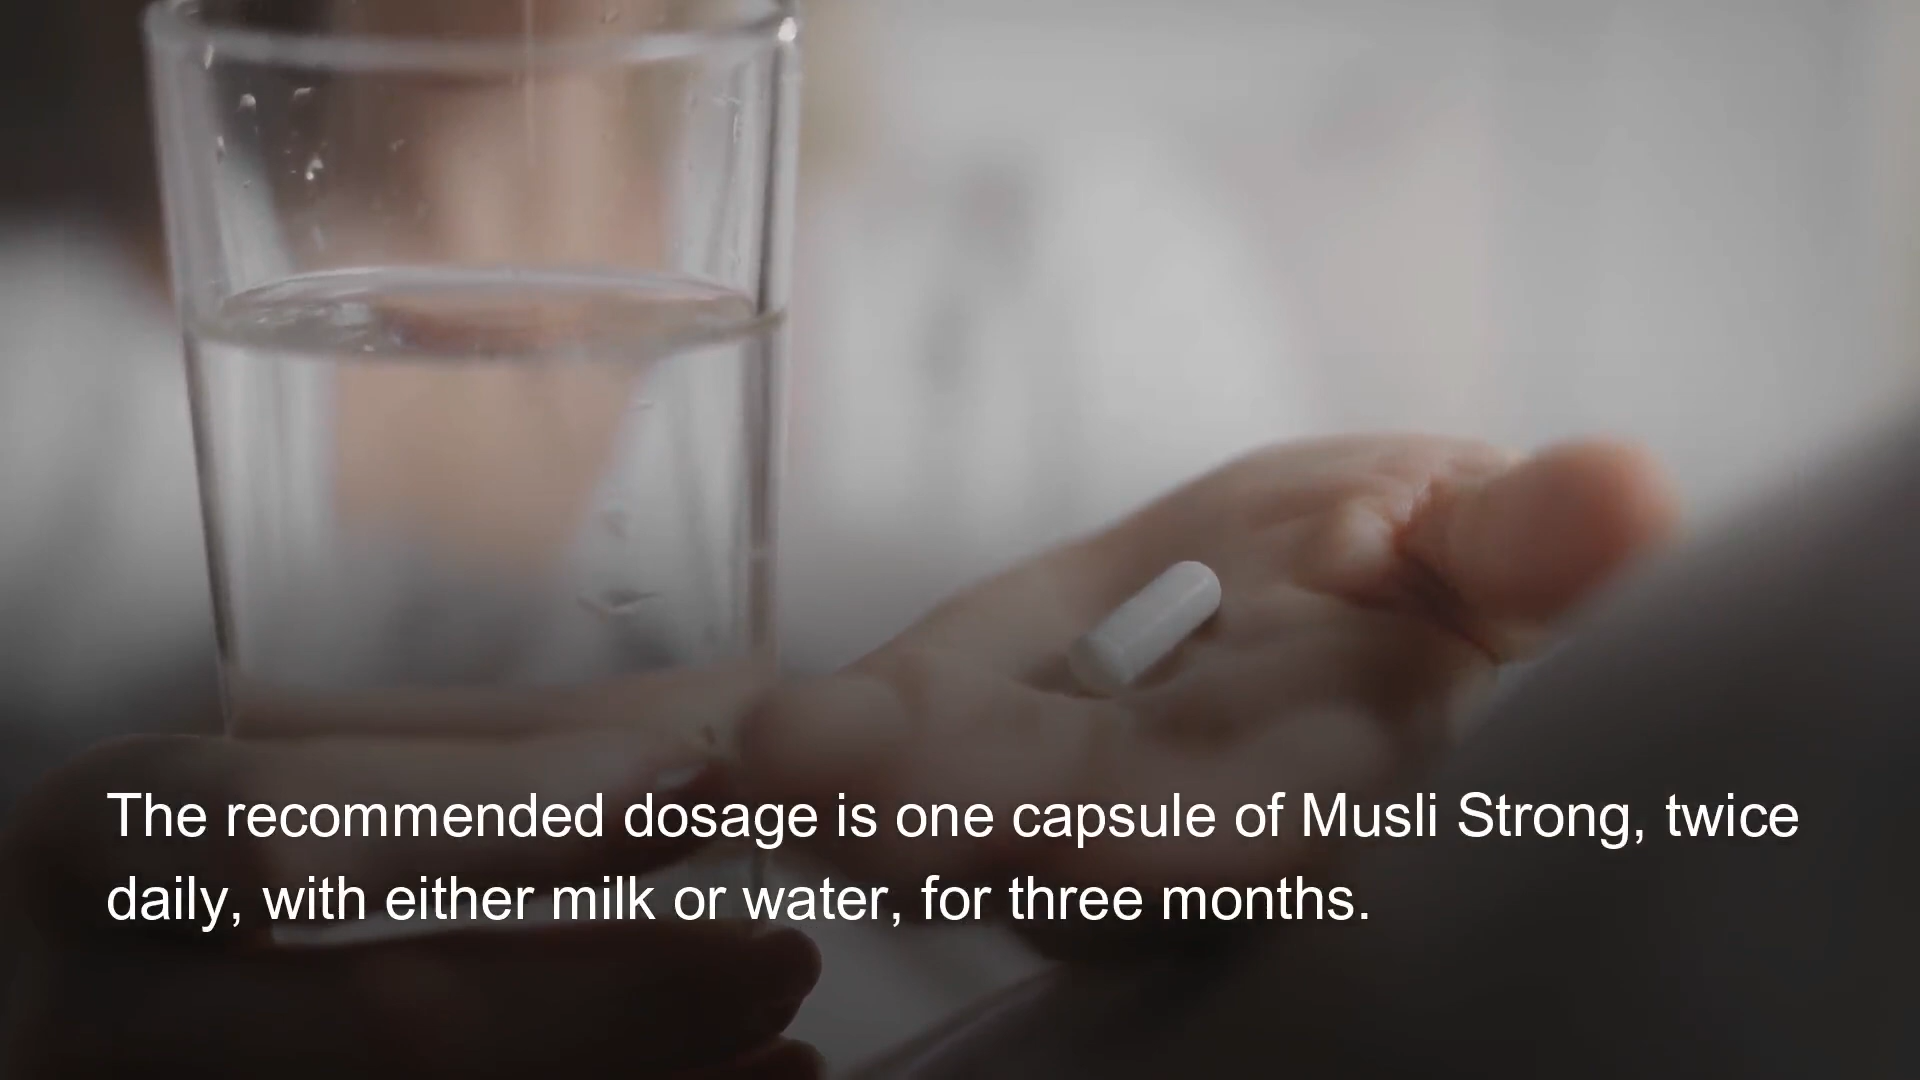 The recommended dosage is one capsule of Musli Strong, twice
daily, with either milk or water, for three months.